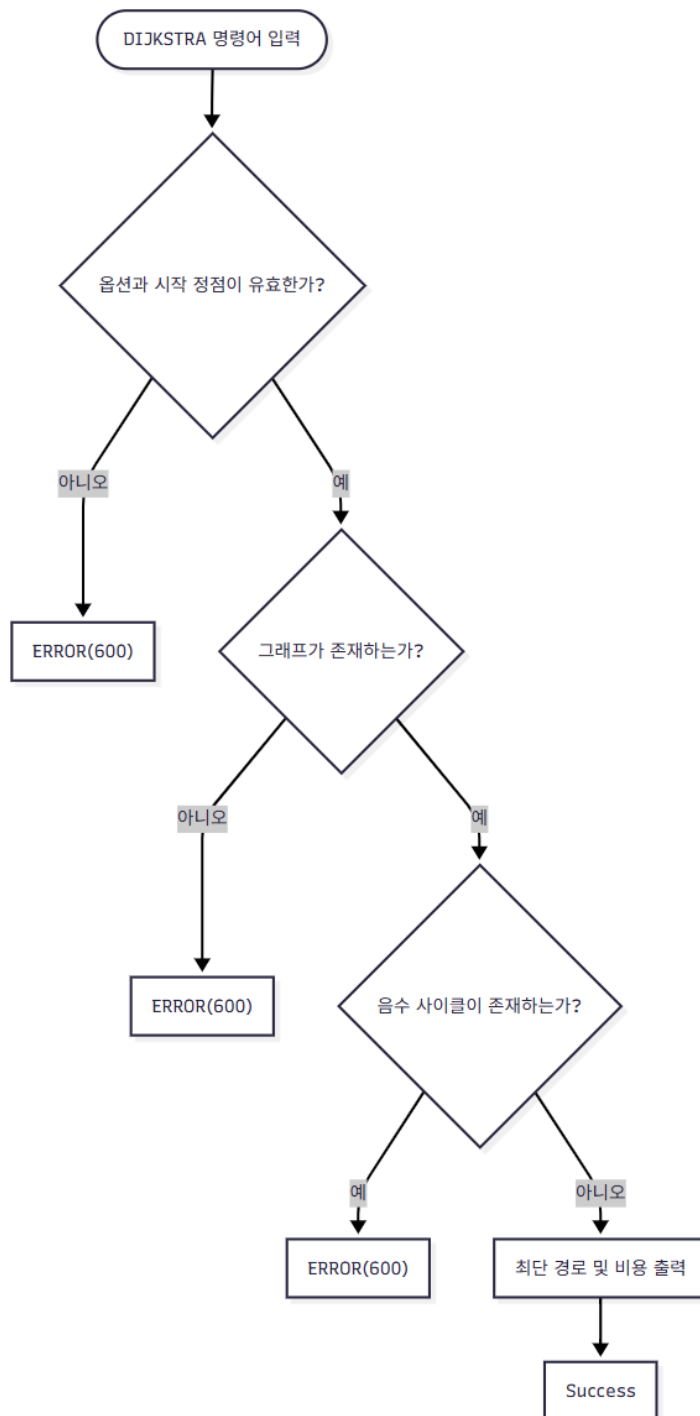 DIJKSTRA 명령어 입력
옵션과 시작 정점이 유효한가?
아니오
예
ERROR(600)
그래프가 존재하는가?
아니오
예
ERROR(600)
음수 사이클이 존재하는가?
예
아니오
ERROR(600)
최단 경로 및 비용 출력
Success